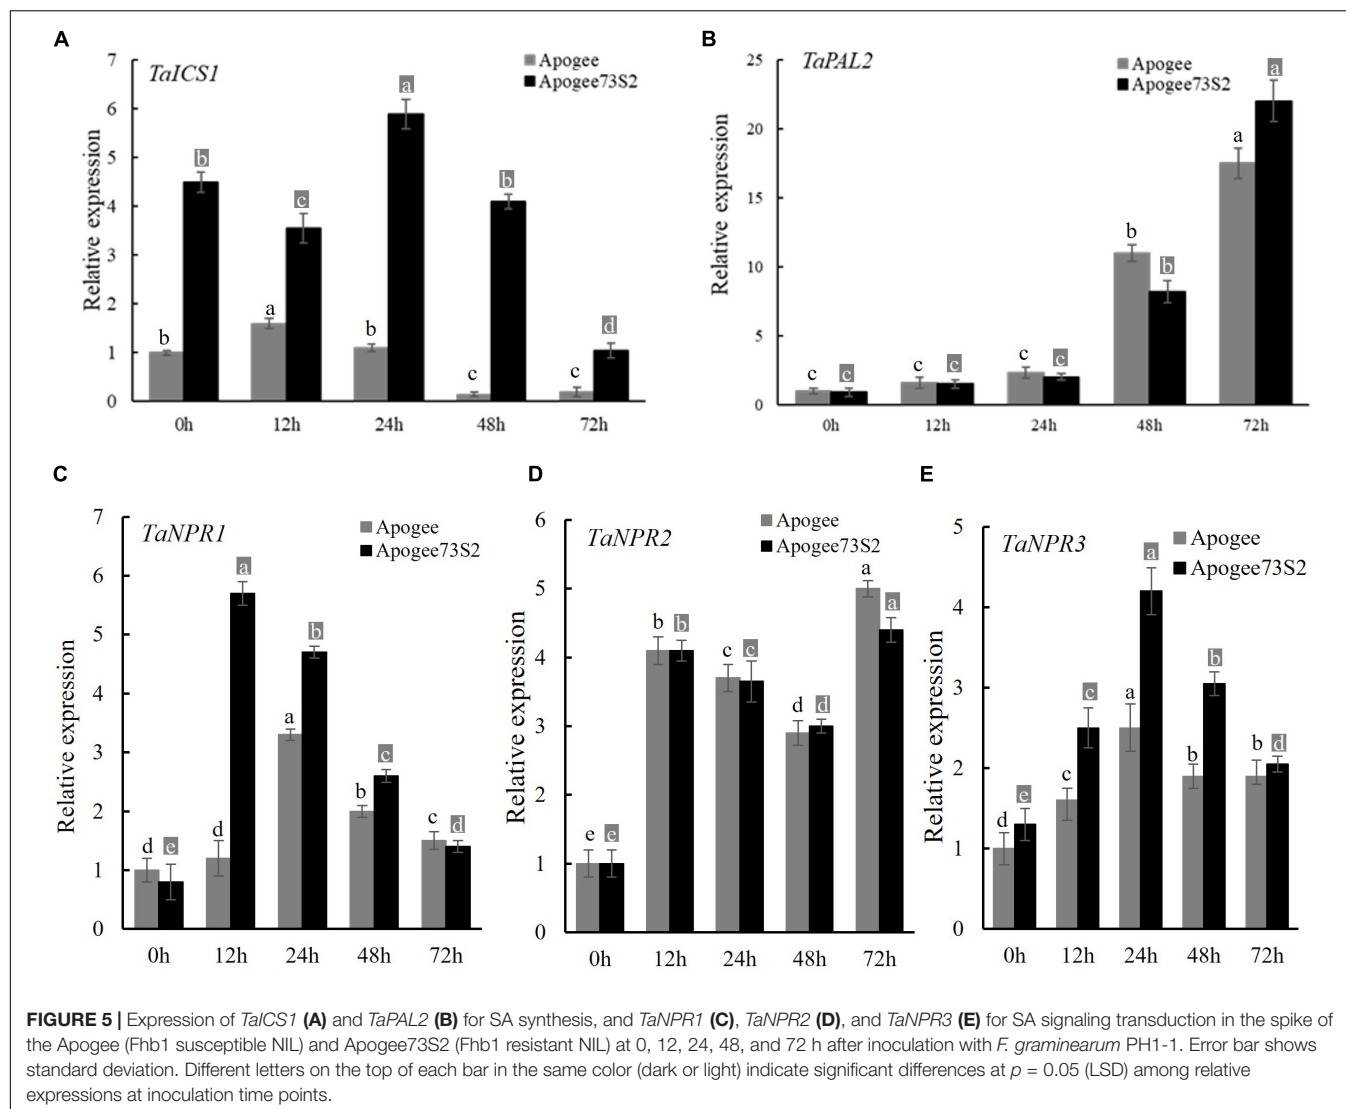 A
TaICS1
Apogee
Apogee73S2
Relative expression
7
6
5
4
3
2
1
0
b b a c b a c b c d
0h 12h 24h 48h 72h
B
TaPAL2
Apogee
Apogee73S2
Relative expression
25
20
15
10
5
0
c c c c c c b b a a
0h 12h 24h 48h 72h
C
TaNPR1
Apogee
Apogee73S2
Relative expression
7
6
5
4
3
2
1
0
d e d a a b b c c d
0h 12h 24h 48h 72h
D
TaNPR2
Apogee
Apogee73S2
Relative expression
6
5
4
3
2
1
0
e e b b c c d d a a
0h 12h 24h 48h 72h
E
TaNPR3
Apogee
Apogee73S2
Relative expression
5
4
3
2
1
0
d e c c a a b b b d
0h 12h 24h 48h 72h
FIGURE 5 | Expression of TaICS1 (A) and TaPAL2 (B) for SA synthesis, and TaNPR1 (C), TaNPR2 (D), and TaNPR3 (E) for SA signaling transduction in the spike of
the Apogee (Fhb1 susceptible NIL) and Apogee73S2 (Fhb1 resistant NIL) at 0, 12, 24, 48, and 72 h after inoculation with F. graminearum PH1-1. Error bar shows
standard deviation. Different letters on the top of each bar in the same color (dark or light) indicate significant differences at p = 0.05 (LSD) among relative
expressions at inoculation time points.